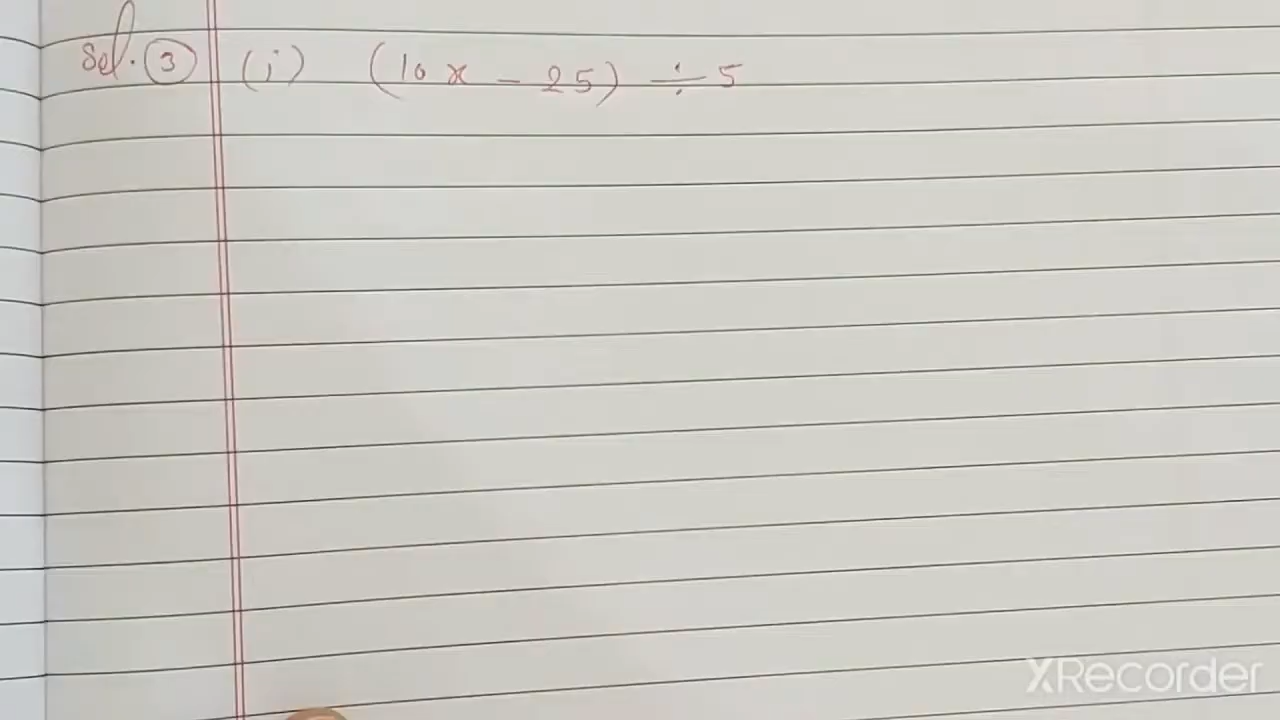 Sol. ③ (i) (10x - 25) ÷ 5
XRecorder